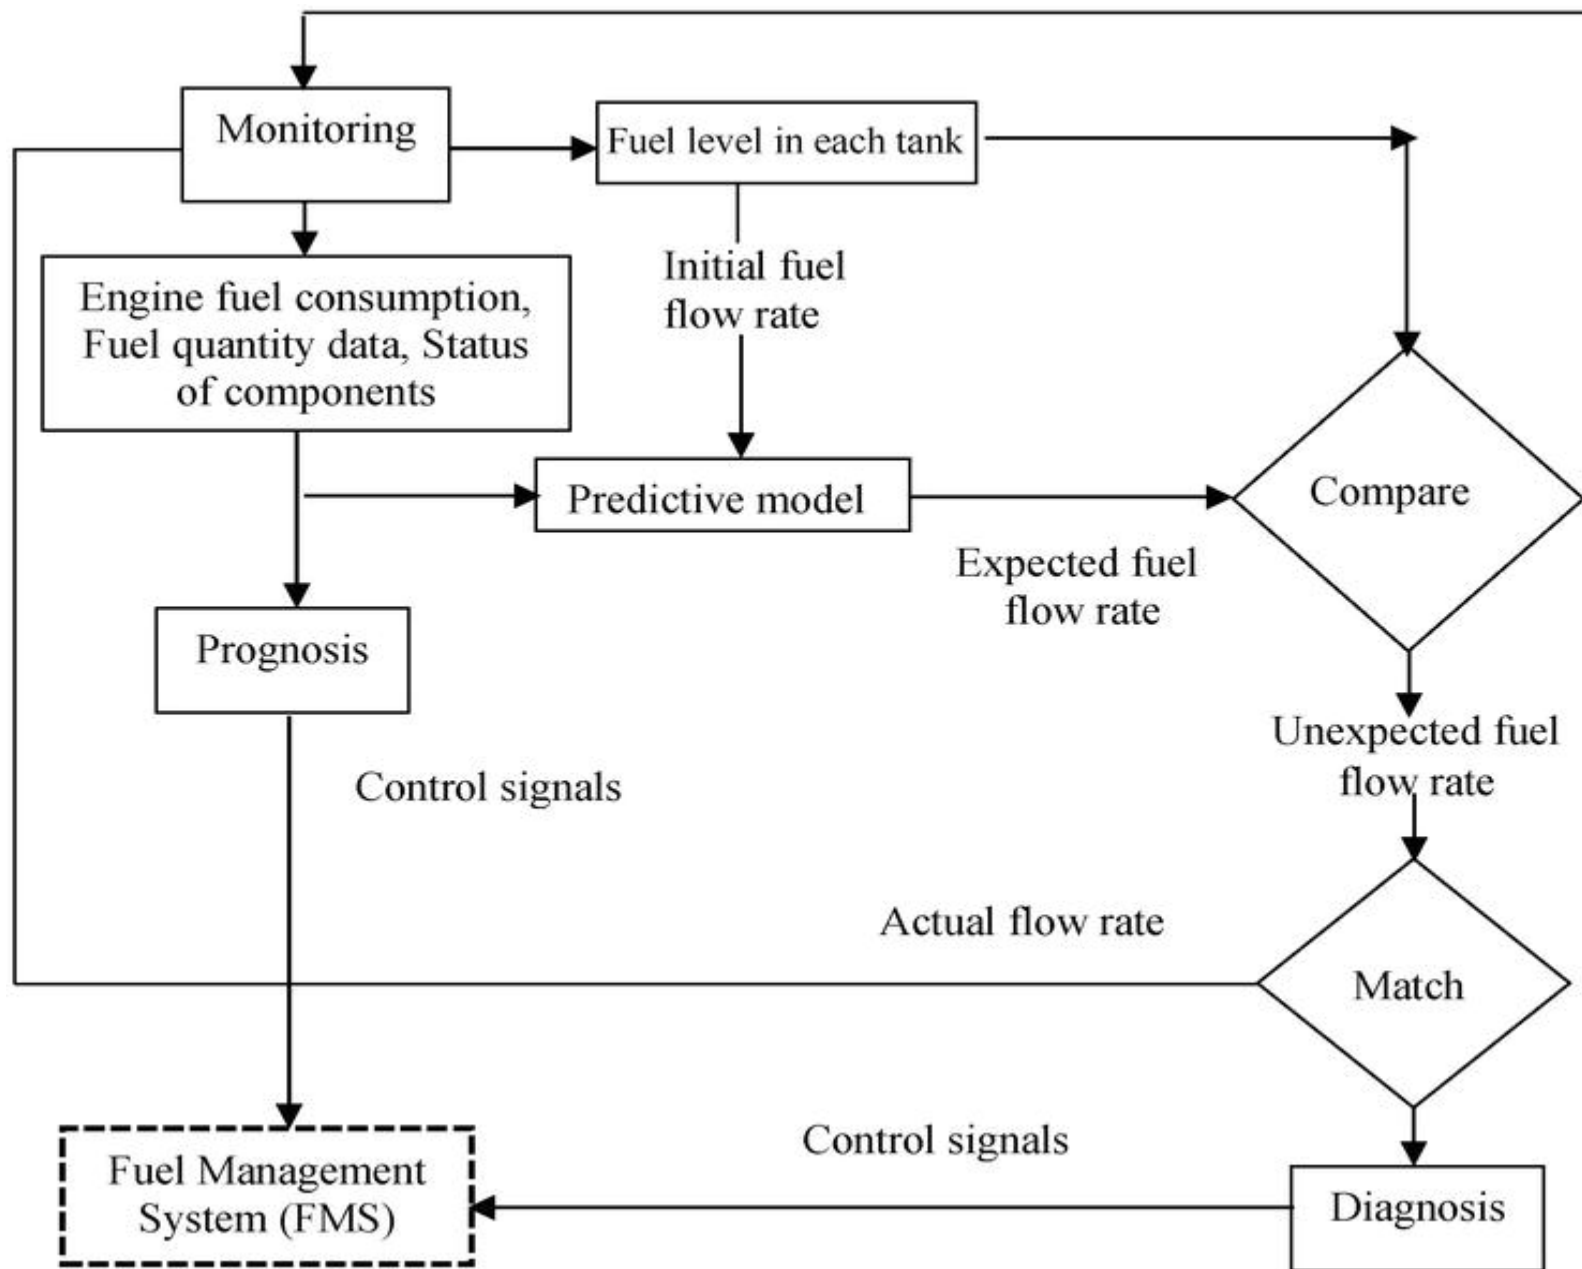 Monitoring
Fuel level in each tank
Initial fuel
flow rate
Engine fuel consumption,
Fuel quantity data, Status
of components
Predictive model
Compare
Expected fuel
flow rate
Prognosis
Unexpected fuel
flow rate
Control signals
Actual flow rate
Match
Control signals
Fuel Management
System (FMS)
Diagnosis